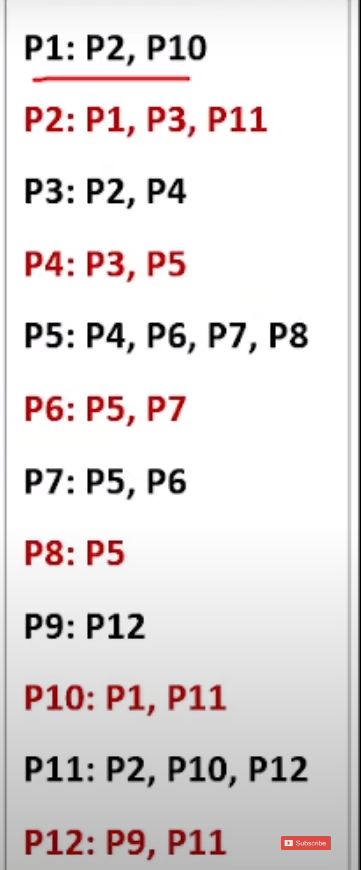 P1: P2, P10
P2: P1, P3, P11
P3: P2, P4
P4: P3, P5
P5: P4, P6, P7, P8
P6: P5, P7
P7: P5, P6
P8: P5
P9: P12
P10: P1, P11
P11: P2, P10, P12
P12: P9, P11
Subscribe